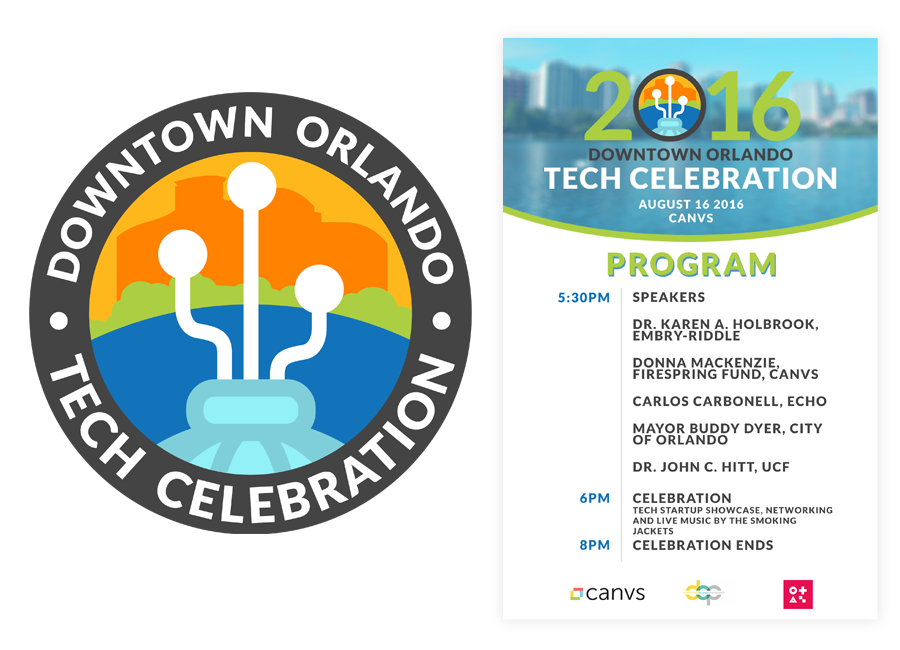 DOWNTOWN ORLANDO
TECH CELEBRATION
2016
DOWNTOWN ORLANDO
TECH CELEBRATION
AUGUST 16 2016
CANVS
PROGRAM
5:30PM SPEAKERS
DR. KAREN A. HOLBROOK,
EMBRY-RIDDLE
DONNA MACKENZIE,
FIRESPRING FUND, CANVS
CARLOS CARBONELL, ECHO
MAYOR BUDDY DYER, CITY
OF ORLANDO
DR. JOHN C. HITT, UCF
6PM CELEBRATION
TECH STARTUP SHOWCASE, NETWORKING
AND LIVE MUSIC BY THE SMOKING
JACKETS
8PM CELEBRATION ENDS
canvs